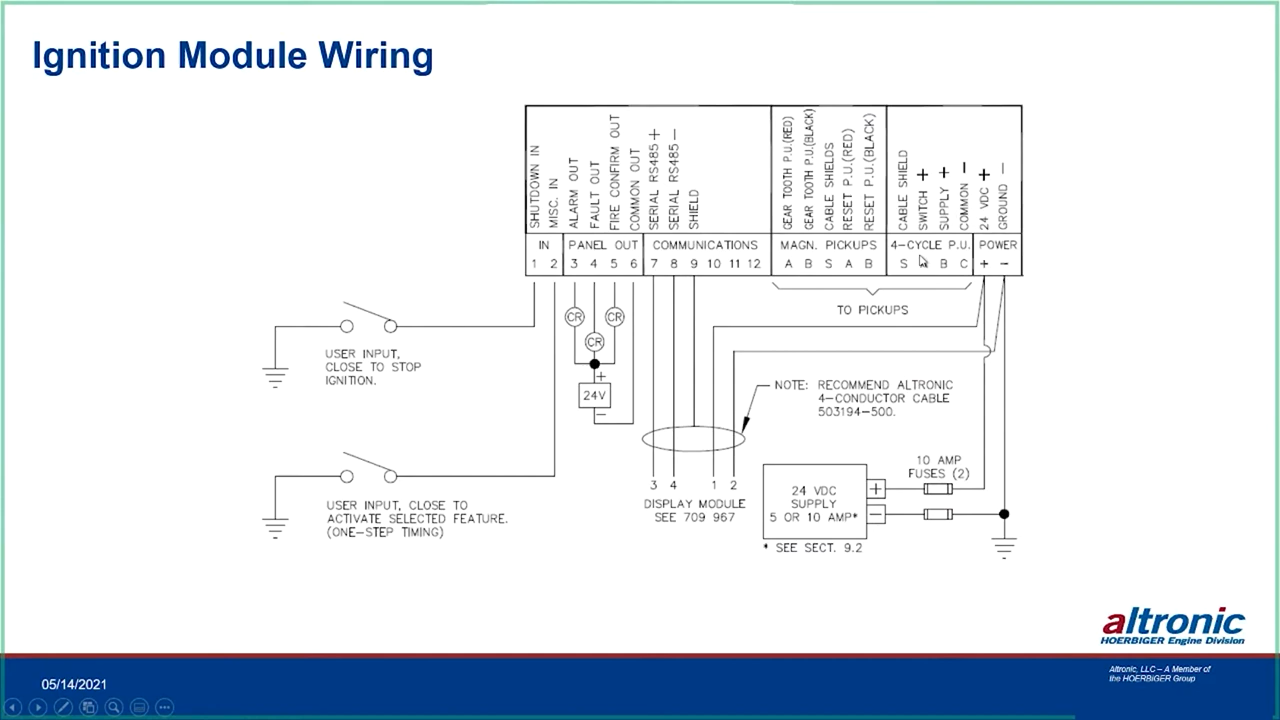 Ignition Module Wiring
SHUTDOWN IN
MISC. IN
ALARM OUT
FAULT OUT
FIRE CONFIRM OUT
COMMON OUT
SERIAL RS485 +
SERIAL RS485 −
SHIELD
GEAR TOOTH P.U.(RED)
GEAR TOOTH P.U.(BLACK)
CABLE SHIELDS
RESET P.U.(RED)
RESET P.U.(BLACK)
CABLE SHIELD
SWITCH +
SUPPLY +
COMMON −
24 VDC +
GROUND −
IN PANEL OUT COMMUNICATIONS MAGN. PICKUPS 4-CYCLE P.U. POWER
1 2 3 4 5 6 7 8 9 10 11 12 A B S A B S B C + −
TO PICKUPS
CR CR
CR
USER INPUT,
CLOSE TO STOP
IGNITION.
+
24V
−
NOTE: RECOMMEND ALTRONIC
4-CONDUCTOR CABLE
503194-500.
10 AMP
FUSES (2)
3 4 1 2
DISPLAY MODULE
SEE 709 967
24 VDC
SUPPLY
5 OR 10 AMP*
+
−
* SEE SECT. 9.2
USER INPUT, CLOSE TO
ACTIVATE SELECTED FEATURE.
(ONE-STEP TIMING)
altronic
HOERBIGER Engine Division
Altronic, LLC – A Member of
the HOERBIGER Group
05/14/2021